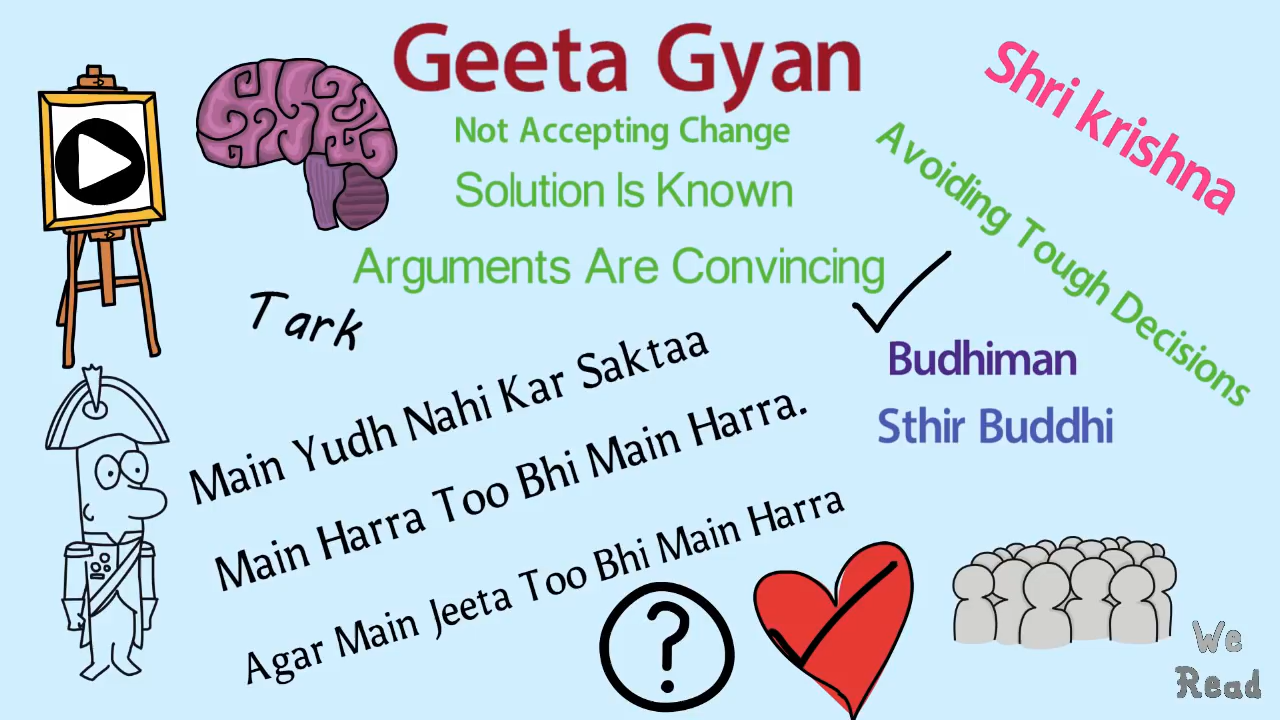 Geeta Gyan
Shri krishna
Not Accepting Change
Solution Is Known
Avoiding Tough Decisions
Arguments Are Convincing
Tark
Budhiman
Sthir Buddhi
Main Yudh Nahi Kar Saktaa
Main Harra Too Bhi Main Harra.
Agar Main Jeeta Too Bhi Main Harra
?
We
Read